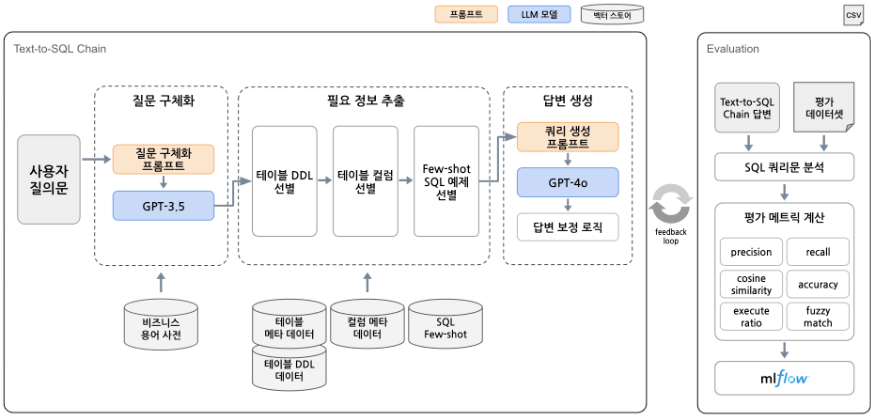 프롬프트
LLM 모델
벡터 스토어
CSV
Text-to-SQL Chain
질문 구체화
필요 정보 추출
답변 생성
사용자
질의문
질문 구체화
프롬프트
GPT-3.5
테이블 DDL
선별
테이블 컬럼
선별
Few-shot
SQL 예제
선별
쿼리 생성
프롬프트
GPT-4o
답변 보정 로직
비즈니스
용어 사전
테이블
메타 데이터
테이블 DDL
데이터
컬럼 메타
데이터
SQL
Few-shot
feedback
loop
Evaluation
Text-to-SQL
Chain 답변
평가
데이터셋
SQL 쿼리문 분석
평가 메트릭 계산
precision
recall
cosine
similarity
accuracy
execute
ratio
fuzzy
match
mlflow